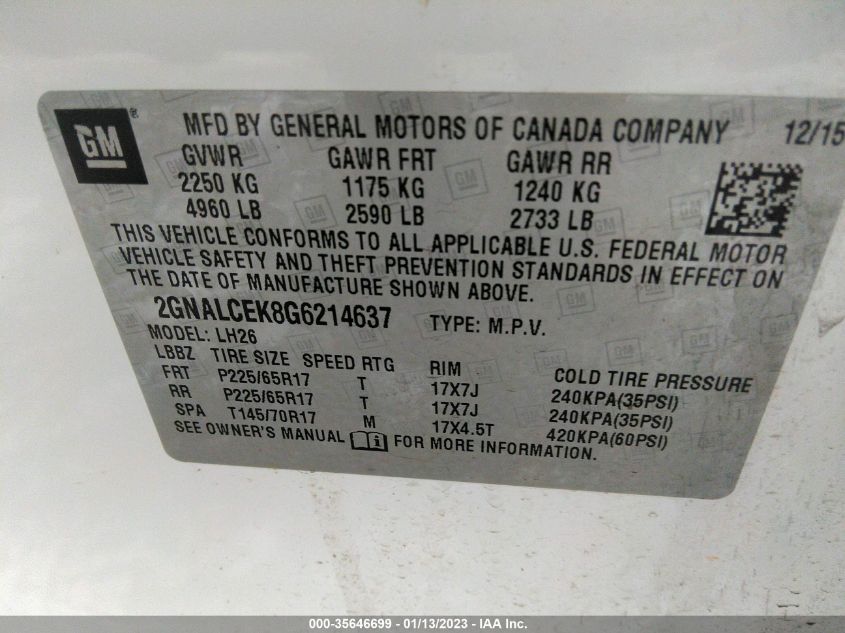 GM ® MFD BY GENERAL MOTORS OF CANADA COMPANY 12/15
GVWR GAWR FRT GAWR RR
2250 KG 1175 KG 1240 KG
4960 LB 2590 LB 2733 LB
THIS VEHICLE CONFORMS TO ALL APPLICABLE U.S. FEDERAL MOTOR
VEHICLE SAFETY AND THEFT PREVENTION STANDARDS IN EFFECT ON
THE DATE OF MANUFACTURE SHOWN ABOVE.
2GNALCEK8G6214637 TYPE: M.P.V.
MODEL: LH26
LBBZ TIRE SIZE SPEED RTG RIM COLD TIRE PRESSURE
FRT P225/65R17 T 17X7J 240KPA(35PSI)
RR P225/65R17 T 17X7J 240KPA(35PSI)
SPA T145/70R17 M 17X4.5T 420KPA(60PSI)
SEE OWNER'S MANUAL FOR MORE INFORMATION.
000-35646699 - 01/13/2023 - IAA Inc.